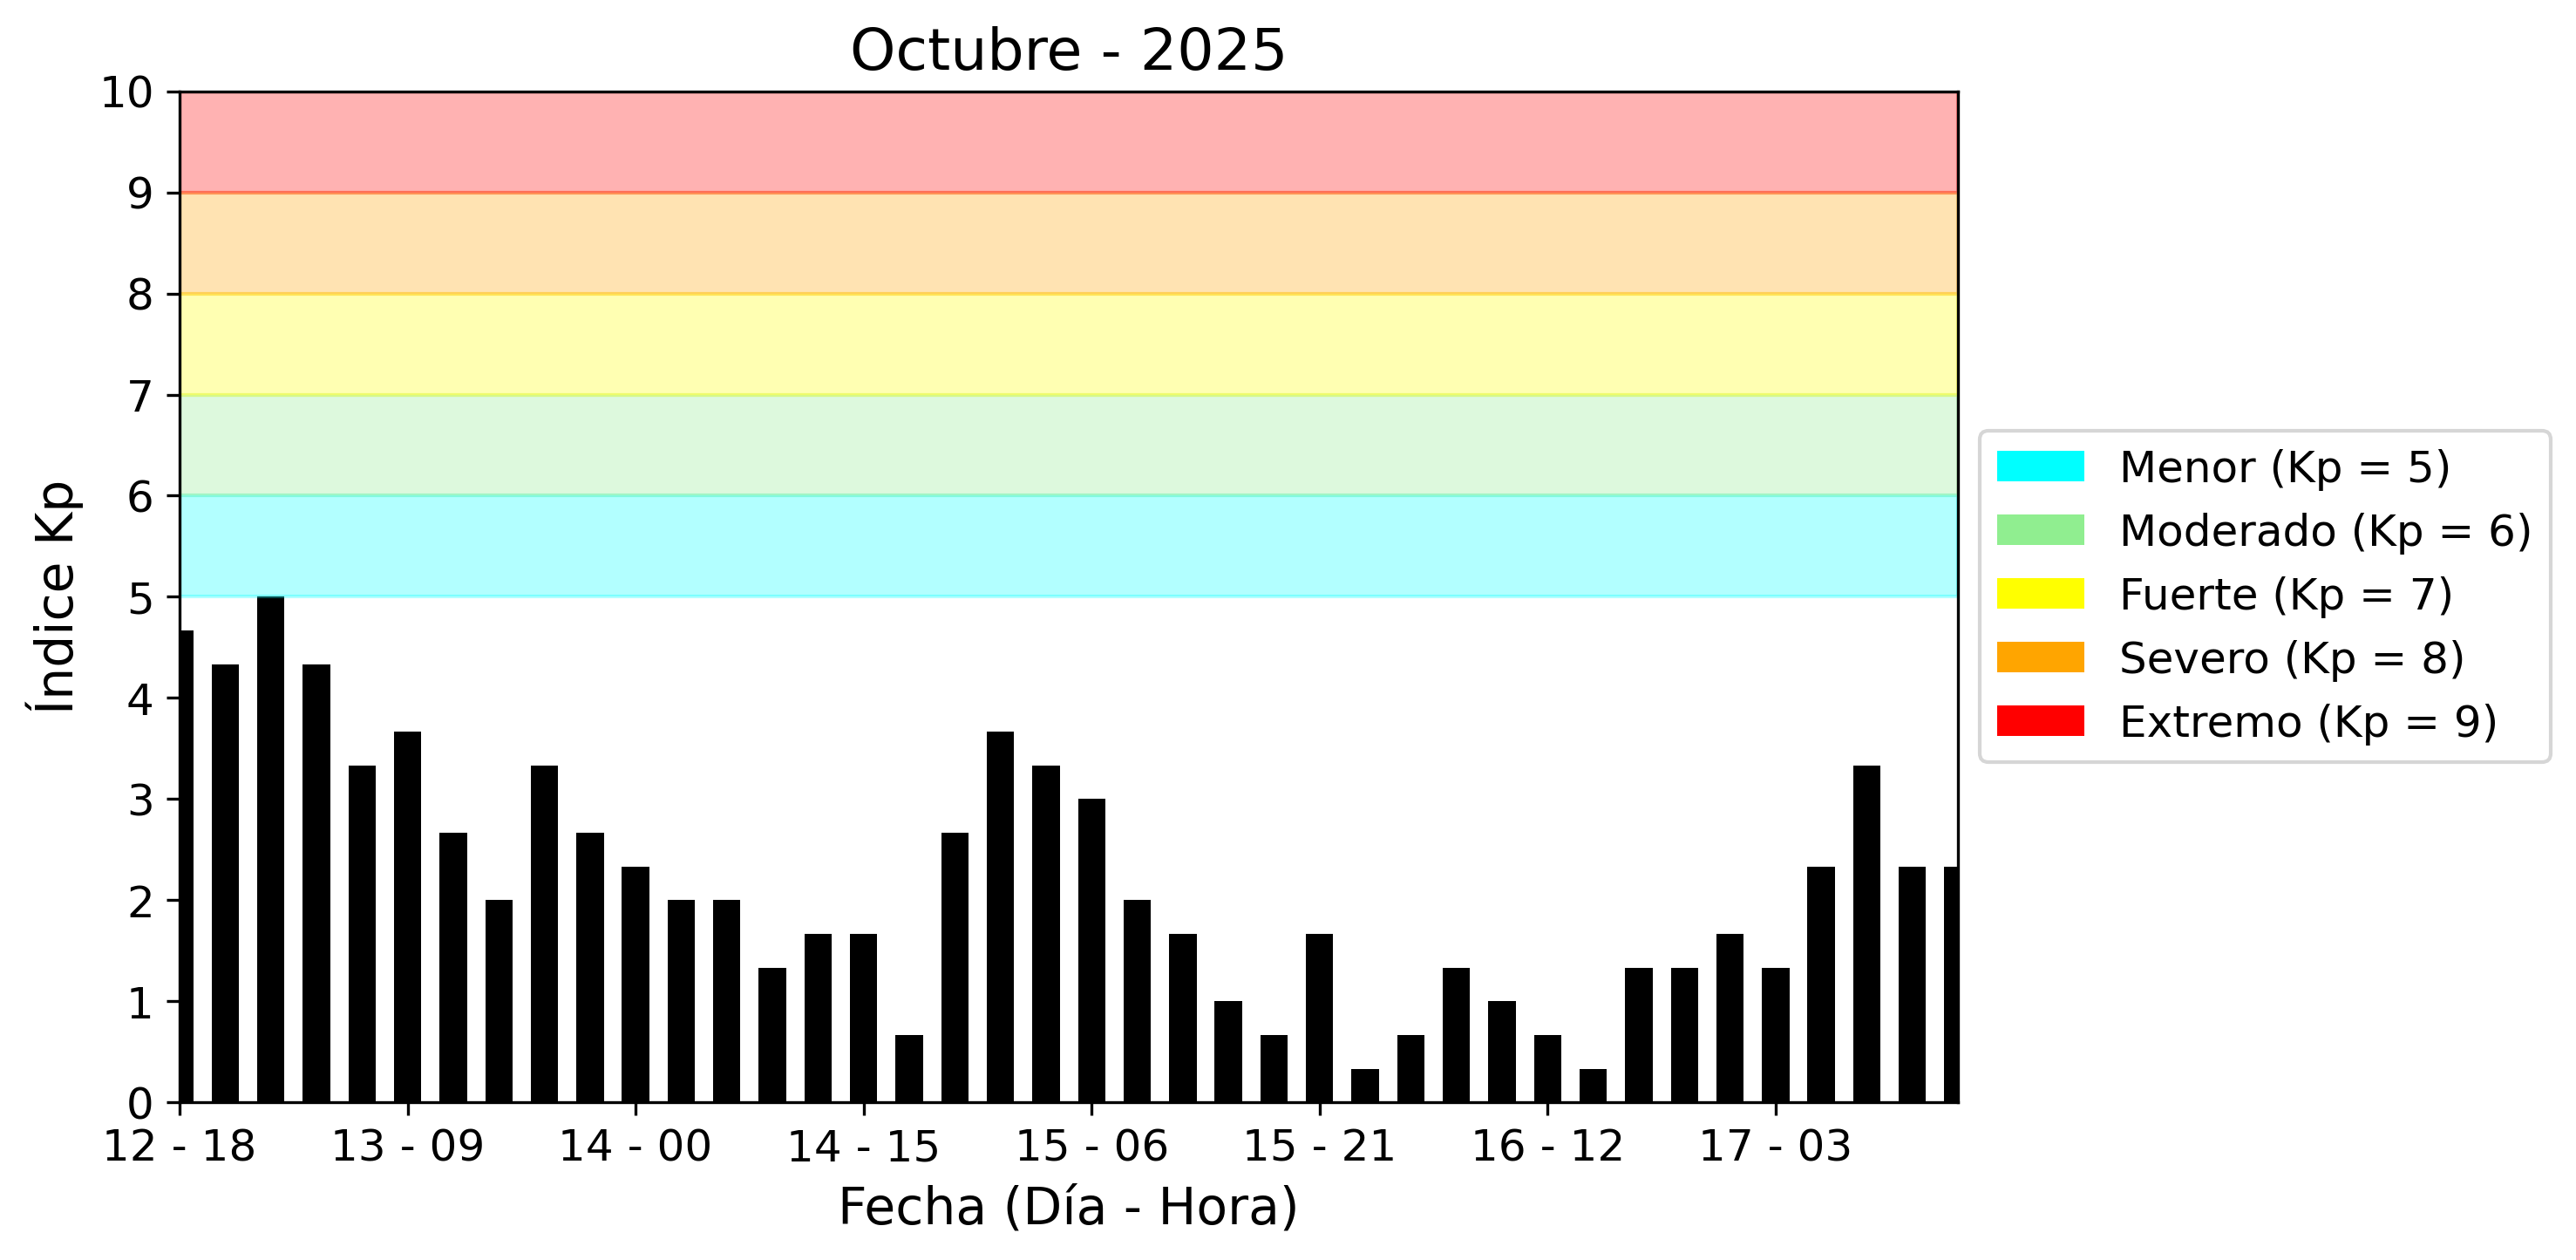 Octubre - 2025
10
9
8
7
6
5
4
3
2
1
0
Índice Kp
12 - 18
13 - 09
14 - 00
14 - 15
15 - 06
15 - 21
16 - 12
17 - 03
Fecha (Día - Hora)
Menor (Kp = 5)
Moderado (Kp = 6)
Fuerte (Kp = 7)
Severo (Kp = 8)
Extremo (Kp = 9)